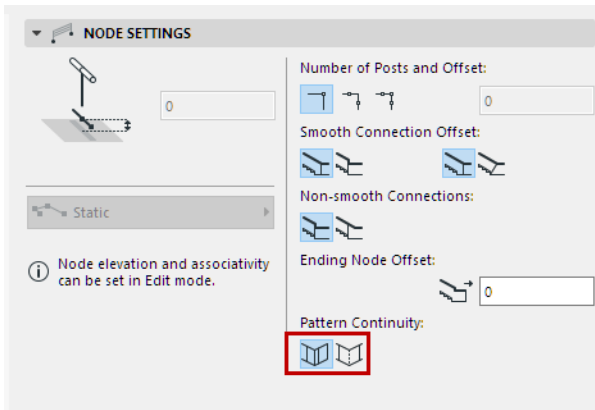 NODE SETTINGS
0
Static
Node elevation and associativity
can be set in Edit mode.
Number of Posts and Offset:
0
Smooth Connection Offset:
Non-smooth Connections:
Ending Node Offset:
0
Pattern Continuity: